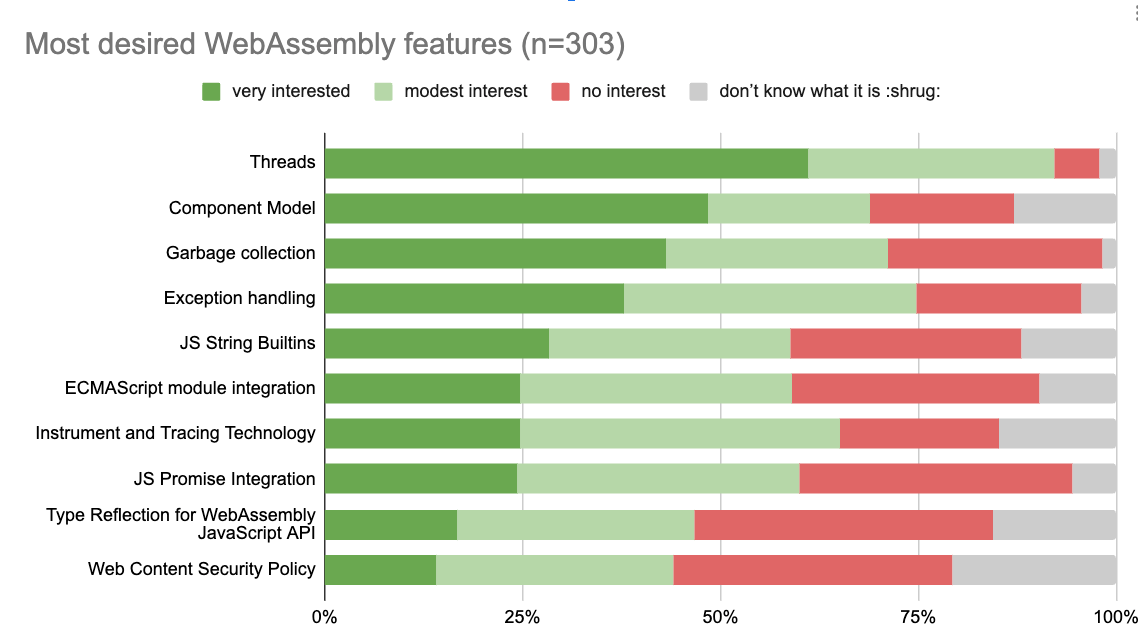 Most desired WebAssembly features (n=303)
very interested
modest interest
no interest
don’t know what it is :shrug:
Threads
Component Model
Garbage collection
Exception handling
JS String Builtins
ECMAScript module integration
Instrument and Tracing Technology
JS Promise Integration
Type Reflection for WebAssembly
JavaScript API
Web Content Security Policy
0%
25%
50%
75%
100%